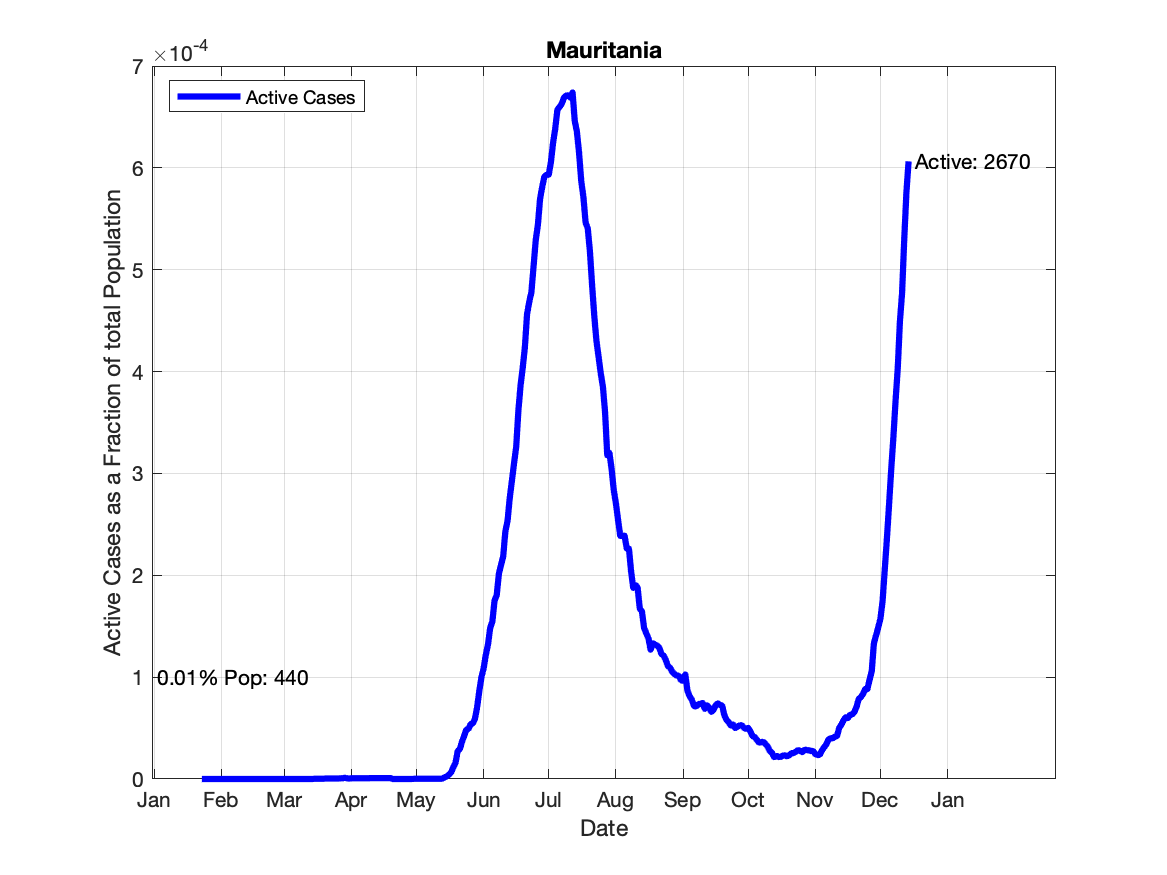 Mauritania
×10-4
Active Cases
7
6
5
4
3
2
1
0
Active Cases as a Fraction of total Population
Active: 2670
0.01% Pop: 440
Jan Feb Mar Apr May Jun Jul Aug Sep Oct Nov Dec Jan
Date